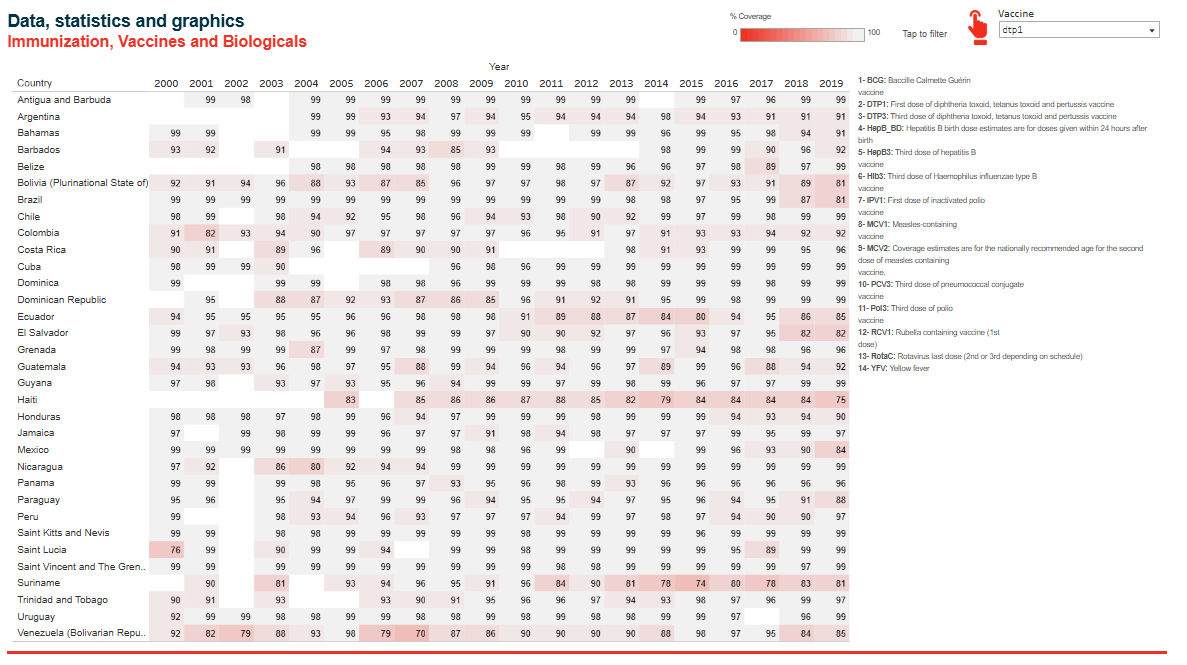 Data, statistics and graphics
Immunization, Vaccines and Biologicals
% Coverage
0 100
Tap to filter
Vaccine
dtp1
Year
Country 2000 2001 2002 2003 2004 2005 2006 2007 2008 2009 2010 2011 2012 2013 2014 2015 2016 2017 2018 2019
Antigua and Barbuda 99 98 99 99 99 99 99 99 99 99 99 99 99 97 96 99 99
Argentina 99 99 93 94 97 94 95 94 94 94 98 94 93 91 91 91
Bahamas 99 99 99 99 95 98 99 99 99 99 99 96 99 95 98 94 91
Barbados 93 92 91 94 93 85 93 98 99 99 90 96 92
Belize 98 98 98 98 98 99 99 98 99 96 96 97 98 89 97 99
Bolivia (Plurinational State of) 92 91 94 96 88 93 87 85 96 97 97 98 97 87 92 97 93 91 89 81
Brazil 99 99 99 99 99 99 99 99 99 99 99 99 99 98 98 97 95 99 87 81
Chile 98 99 98 94 92 95 98 96 94 93 98 90 92 99 97 99 98 99 99
Colombia 91 82 93 94 90 97 97 97 97 97 96 95 91 97 91 93 93 94 92 92
Costa Rica 90 91 89 96 89 90 90 91 98 91 93 99 99 95 96
Cuba 98 99 99 90 96 98 96 99 99 99 99 99 99 99 99 99
Dominica 99 99 99 98 98 96 99 99 99 98 98 99 99 99 98 99 99
Dominican Republic 95 88 87 92 93 87 86 85 96 91 92 91 95 99 98 99 99 99
Ecuador 94 95 95 95 95 96 96 98 98 98 91 89 88 87 84 80 94 95 86 85
El Salvador 99 97 93 98 96 96 98 99 99 97 90 90 92 97 96 93 97 95 82 82
Grenada 99 98 99 99 87 99 97 98 99 99 99 98 99 99 97 94 98 98 96 96
Guatemala 94 93 93 96 98 97 95 88 99 94 96 94 96 97 89 99 96 88 94 92
Guyana 97 98 93 97 93 95 96 94 99 99 97 99 98 99 96 97 97 99 99
Haiti 83 85 86 86 87 88 85 82 79 84 84 84 84 75
Honduras 98 98 98 97 98 99 96 94 97 99 99 99 98 99 99 99 94 93 94 90
Jamaica 97 99 98 99 99 96 97 97 91 98 94 98 97 97 97 99 95 99 97
Mexico 99 99 99 99 99 99 99 99 98 98 96 99 90 99 96 93 90 84
Nicaragua 97 92 86 80 92 94 94 99 99 99 99 99 99 99 99 99 99 99 99
Panama 99 99 99 98 95 96 97 93 95 96 98 99 93 96 96 96 96 96 96
Paraguay 95 96 95 94 97 99 99 96 94 95 95 94 97 95 96 94 95 91 88
Peru 99 98 93 94 96 93 97 97 97 94 99 97 98 97 94 90 90 97
Saint Kitts and Nevis 99 99 98 98 99 99 99 99 99 98 99 99 99 99 96 99 99 99 99
Saint Lucia 76 99 90 99 99 94 99 99 98 99 99 99 99 99 95 89 99 99
Saint Vincent and The Gren.. 99 99 99 99 99 99 99 99 99 99 98 98 99 99 99 99 99 97 99
Suriname 90 81 93 94 96 95 91 96 84 90 81 78 74 80 78 83 81
Trinidad and Tobago 90 91 93 93 90 91 95 96 96 97 94 93 98 97 96 99 97
Uruguay 92 99 99 98 98 99 99 98 98 99 98 99 98 98 99 99 97 96 99
Venezuela (Bolivarian Repu.. 92 82 79 88 93 98 79 70 87 86 90 90 90 90 88 98 97 95 84 85
1- BCG: Baccille Calmette Guérin
vaccine
2- DTP1: First dose of diphtheria toxoid, tetanus toxoid and pertussis vaccine
3- DTP3: Third dose of diphtheria toxoid, tetanus toxoid and pertussis vaccine
4- HepB_BD: Hepatitis B birth dose estimates are for doses given within 24 hours after
birth
5- HepB3: Third dose of hepatitis B
vaccine
6- Hib3: Third dose of Haemophilus influenzae type B
vaccine
7- IPV1: First dose of inactivated polio
vaccine
8- MCV1: Measles-containing
vaccine
9- MCV2: Coverage estimates are for the nationally recommended age for the second
dose of measles containing
vaccine.
10- PCV3: Third dose of pneumococcal conjugate
vaccine
11- Pol3: Third dose of polio
vaccine
12- RCV1: Rubella containing vaccine (1st
dose)
13- RotaC: Rotavirus last dose (2nd or 3rd depending on schedule)
14- YFV: Yellow fever